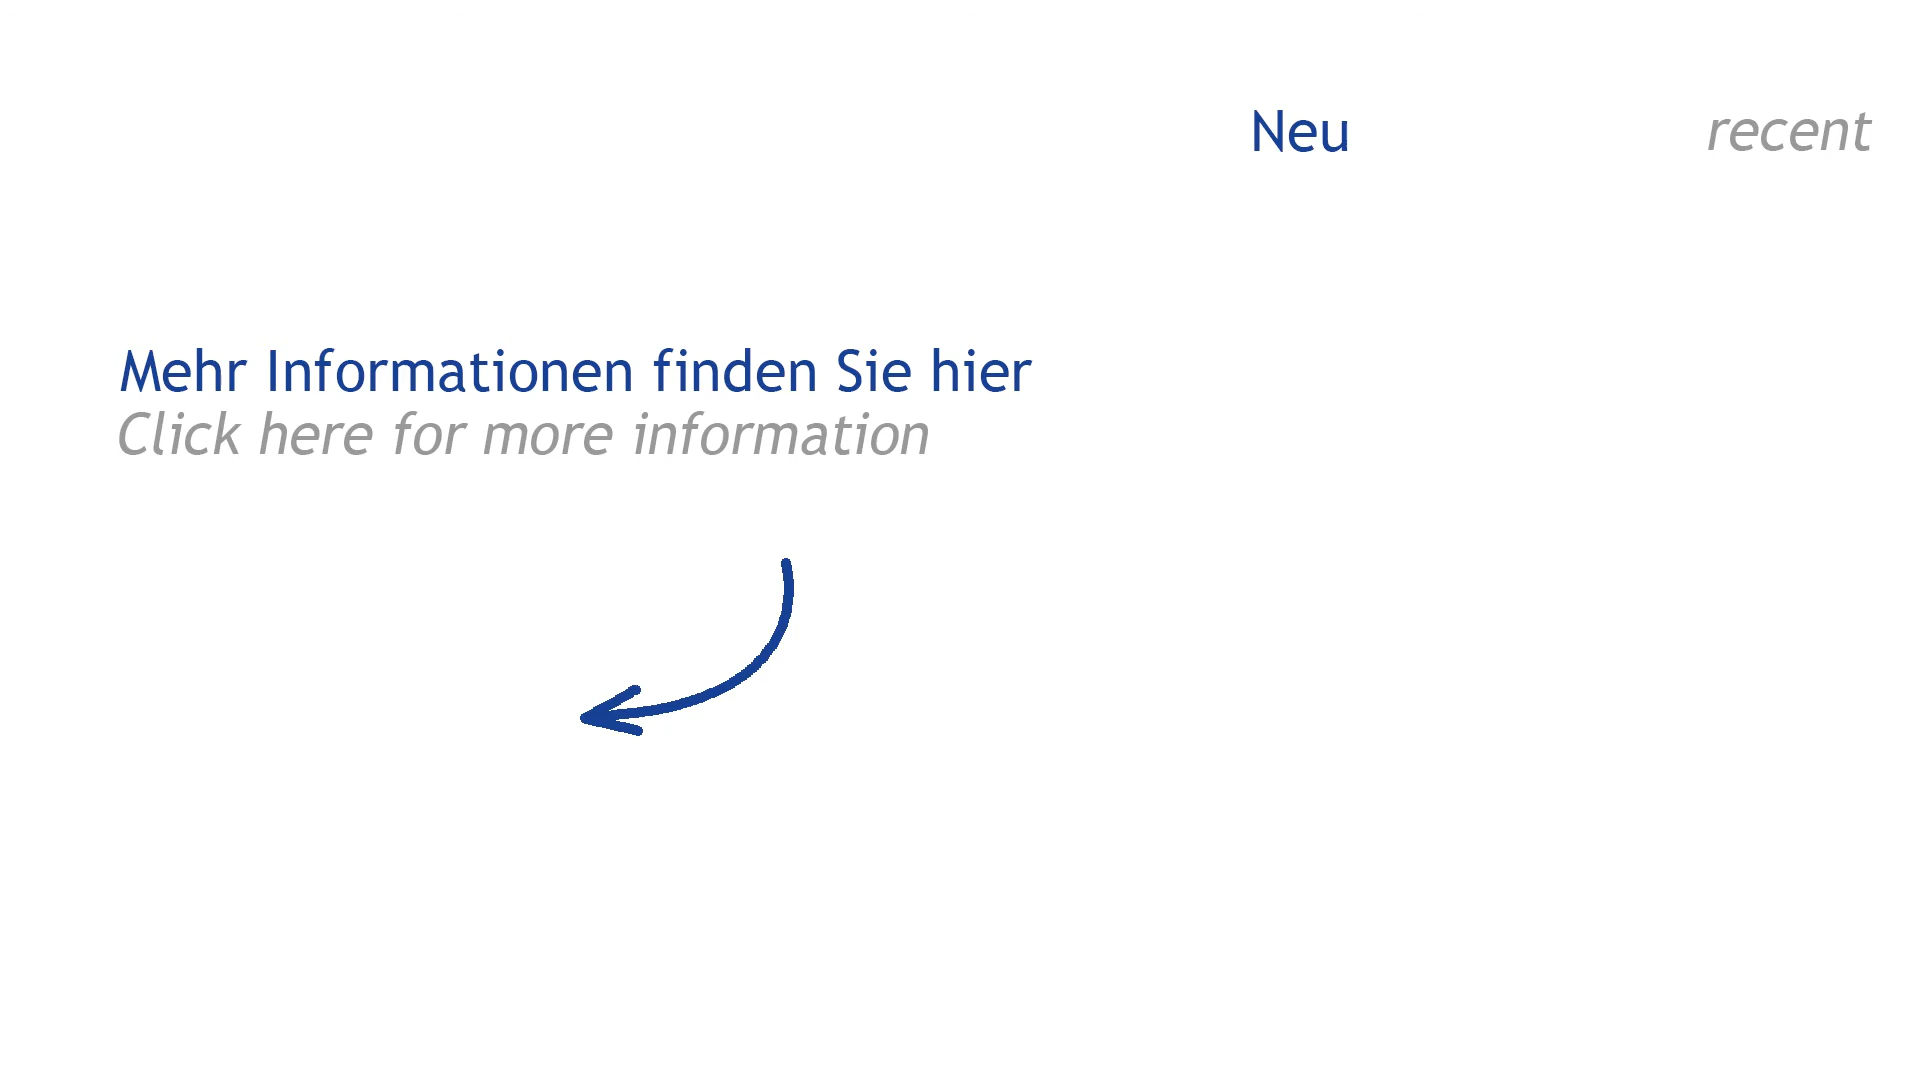 Neu recent
Mehr Informationen finden Sie hier
Click here for more information